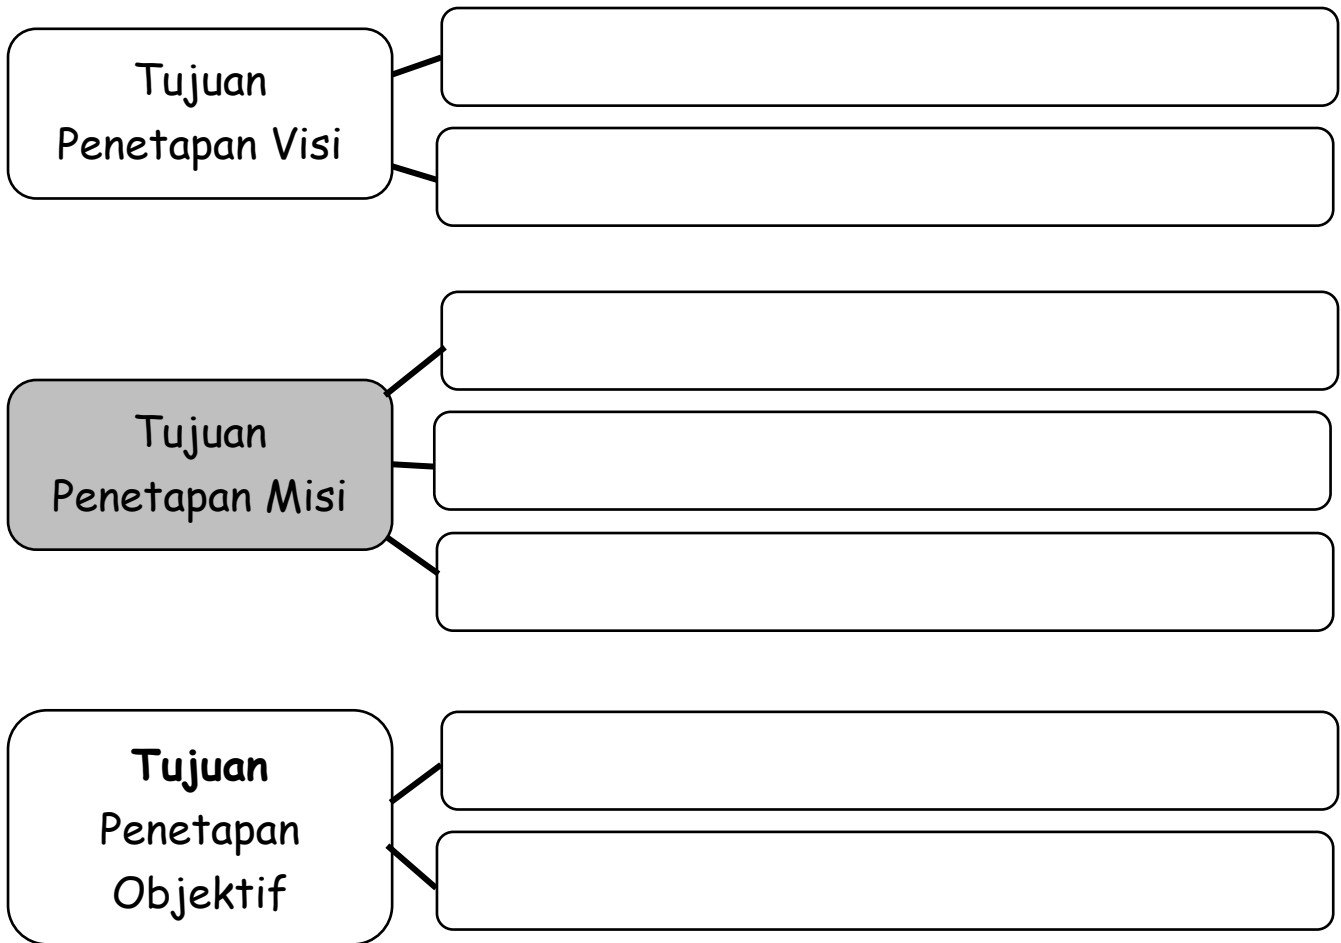 Tujuan
Penetapan Visi
Tujuan
Penetapan Misi
Tujuan
Penetapan
Objektif